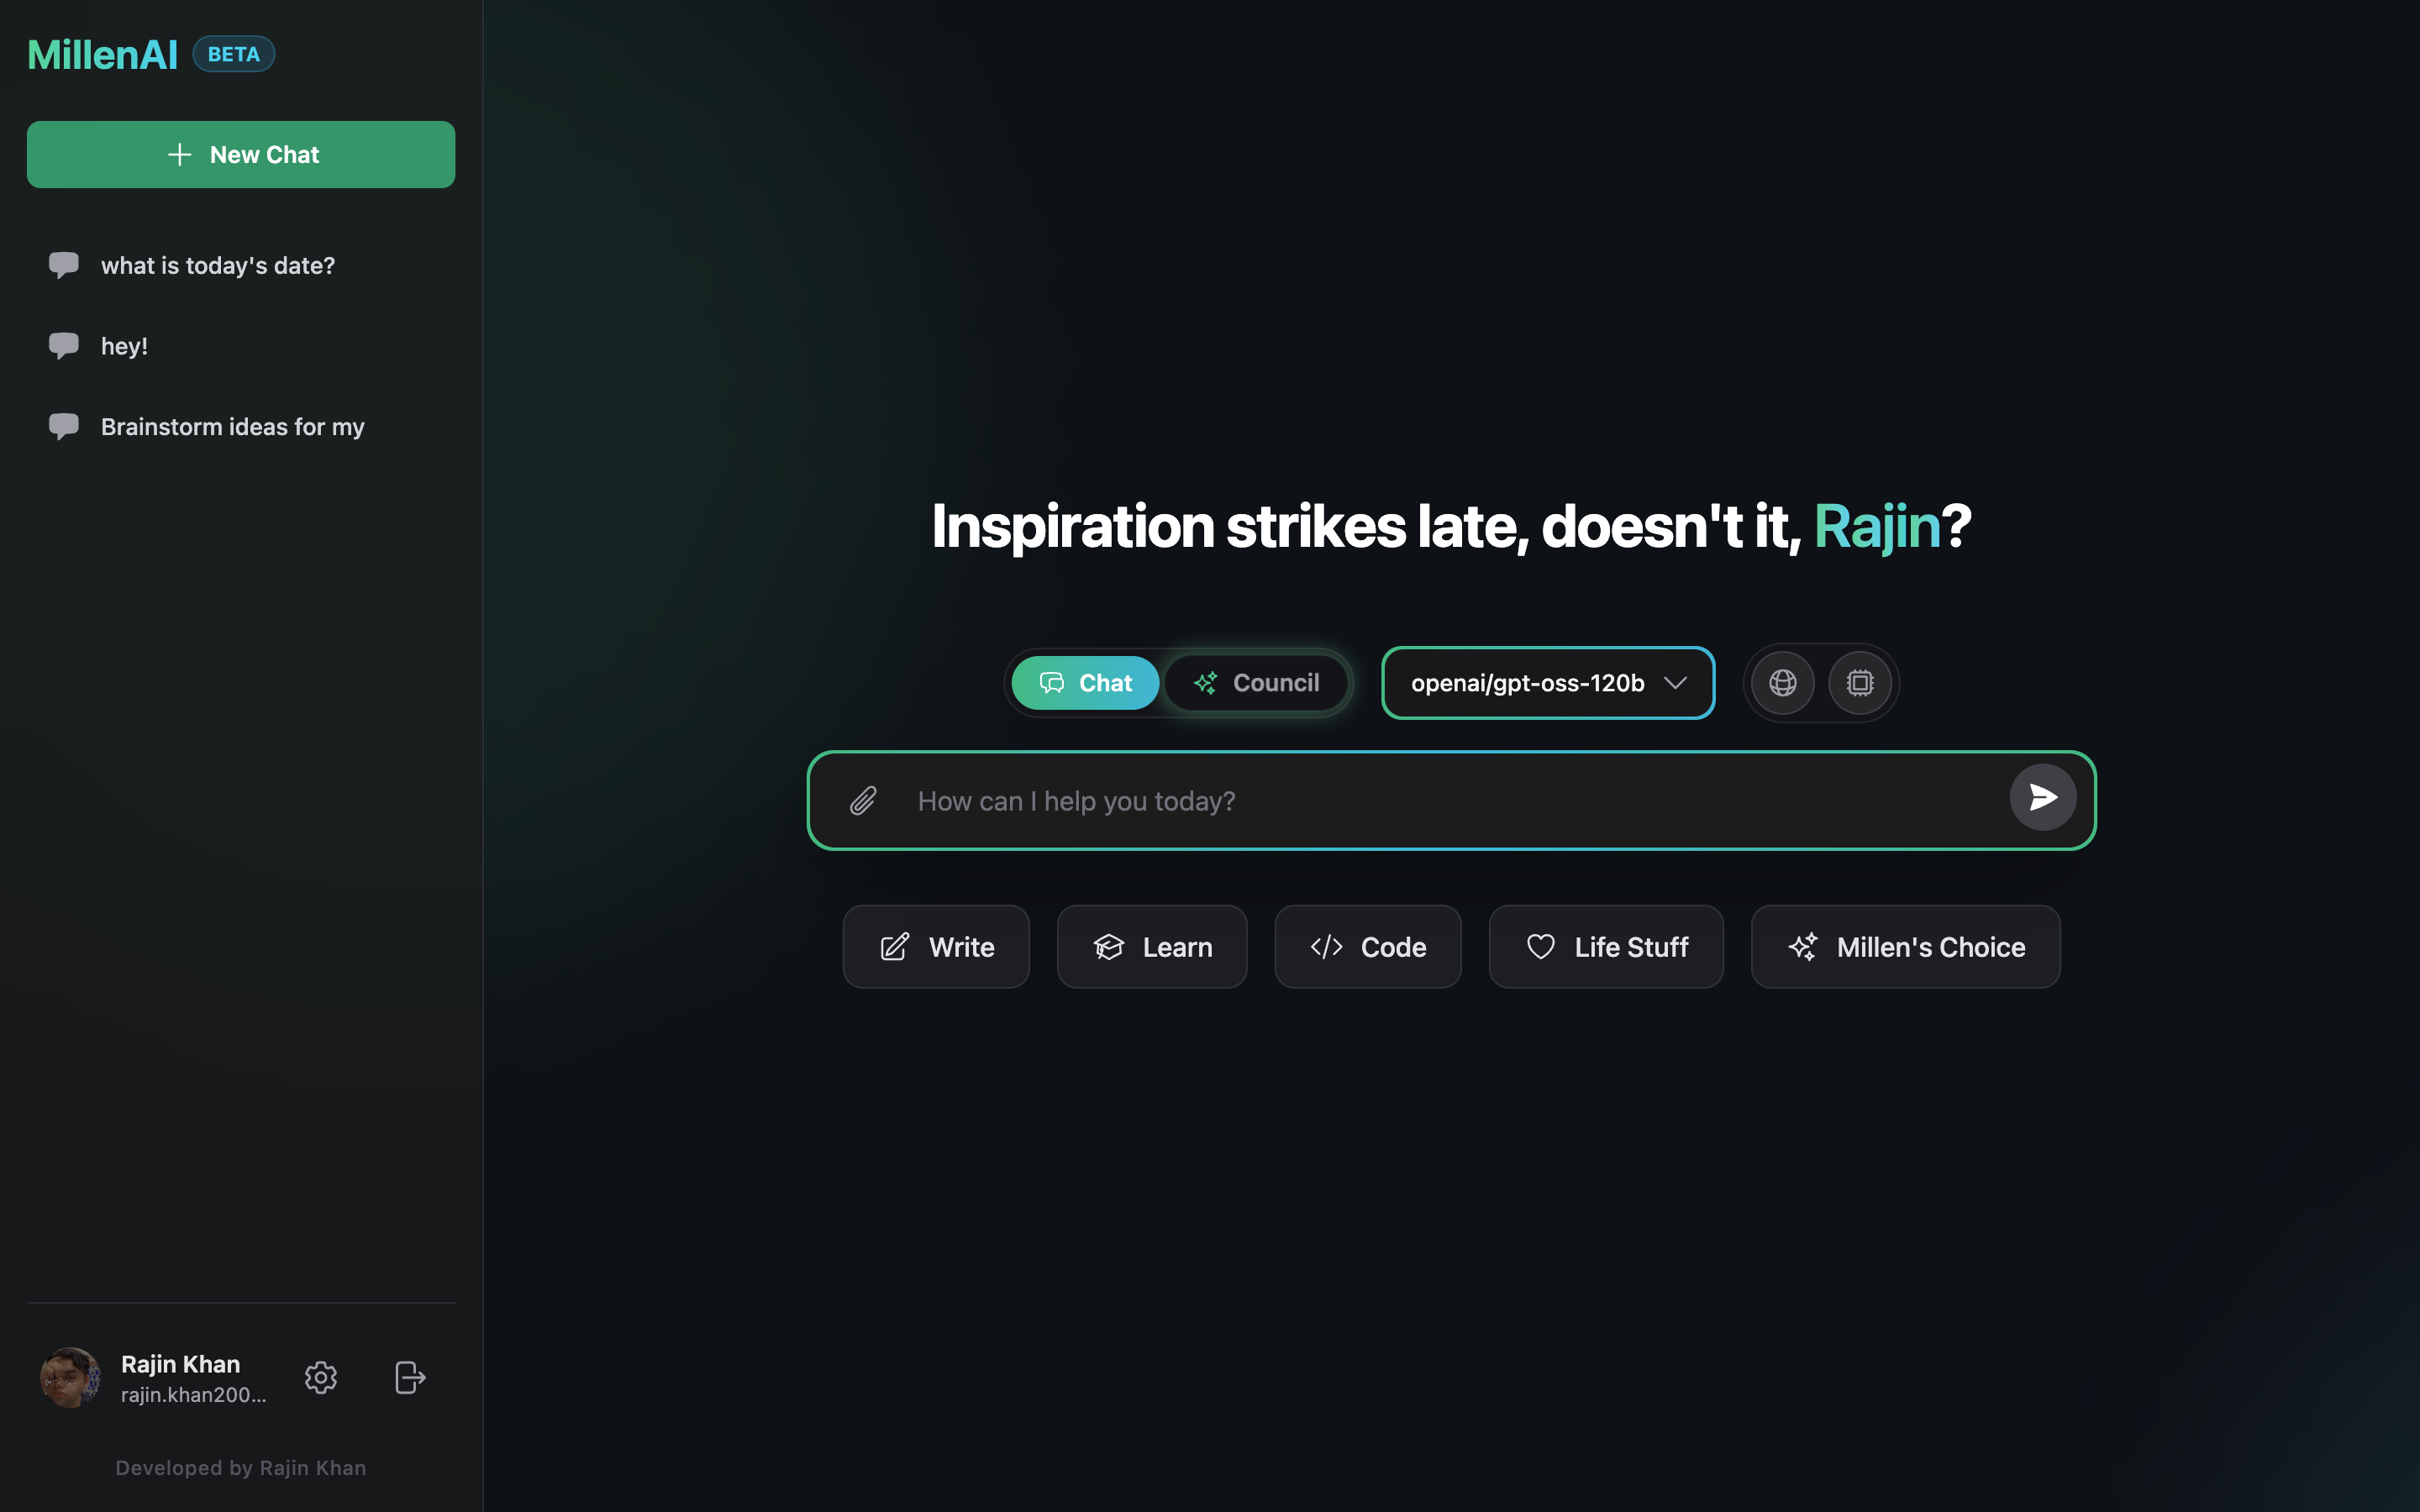 MillenAI BETA
New Chat
what is today's date?
hey!
Brainstorm ideas for my
Rajin Khan
rajin.khan200...
Developed by Rajin Khan
Inspiration strikes late, doesn't it, Rajin?
Chat Council openai/gpt-oss-120b
How can I help you today?
Write Learn Code Life Stuff Millen's Choice